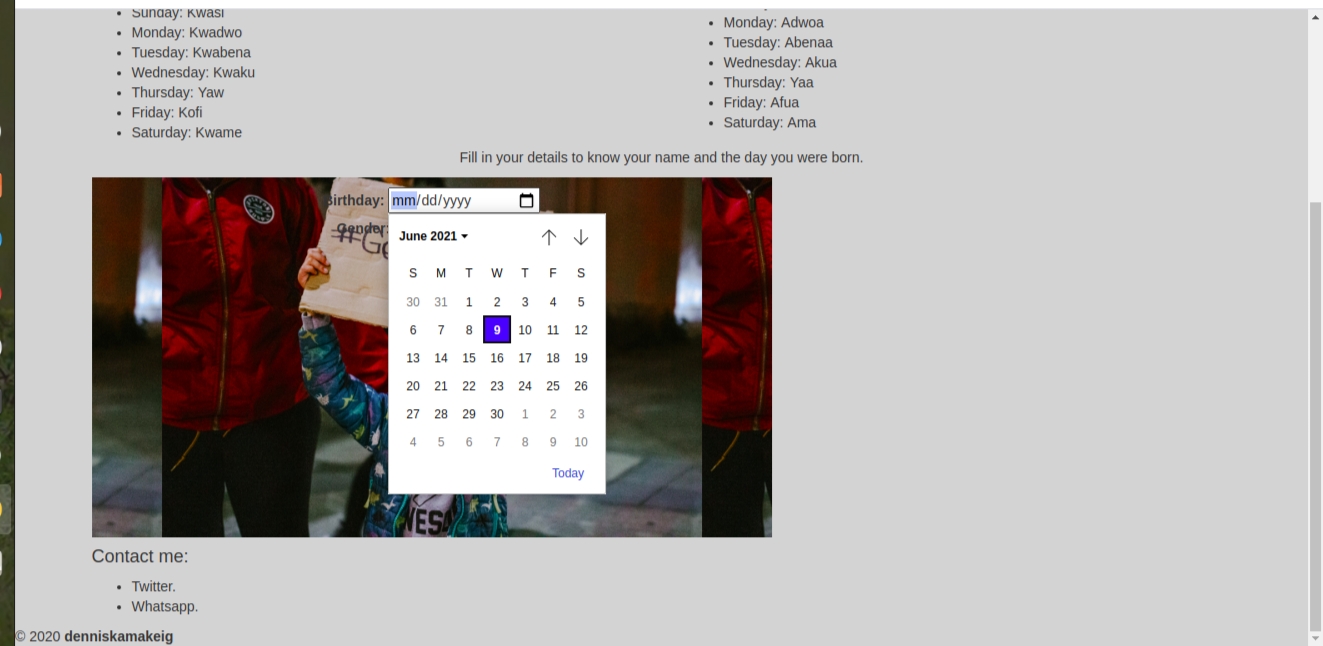 Sunday: Kwasi
Monday: Kwadwo
Tuesday: Kwabena
Wednesday: Kwaku
Thursday: Yaw
Friday: Kofi
Saturday: Kwame
Monday: Adwoa
Tuesday: Abenaa
Wednesday: Akua
Thursday: Yaa
Friday: Afua
Saturday: Ama
Fill in your details to know your name and the day you were born.
Birthday: mm/dd/yyyy
Gender:
#G
June 2021
S M T W T F S
30 31 1 2 3 4 5
6 7 8 9 10 11 12
13 14 15 16 17 18 19
20 21 22 23 24 25 26
27 28 29 30 1 2 3
4 5 6 7 8 9 10
Today
Contact me:
Twitter.
Whatsapp.
© 2020 denniskamakeig